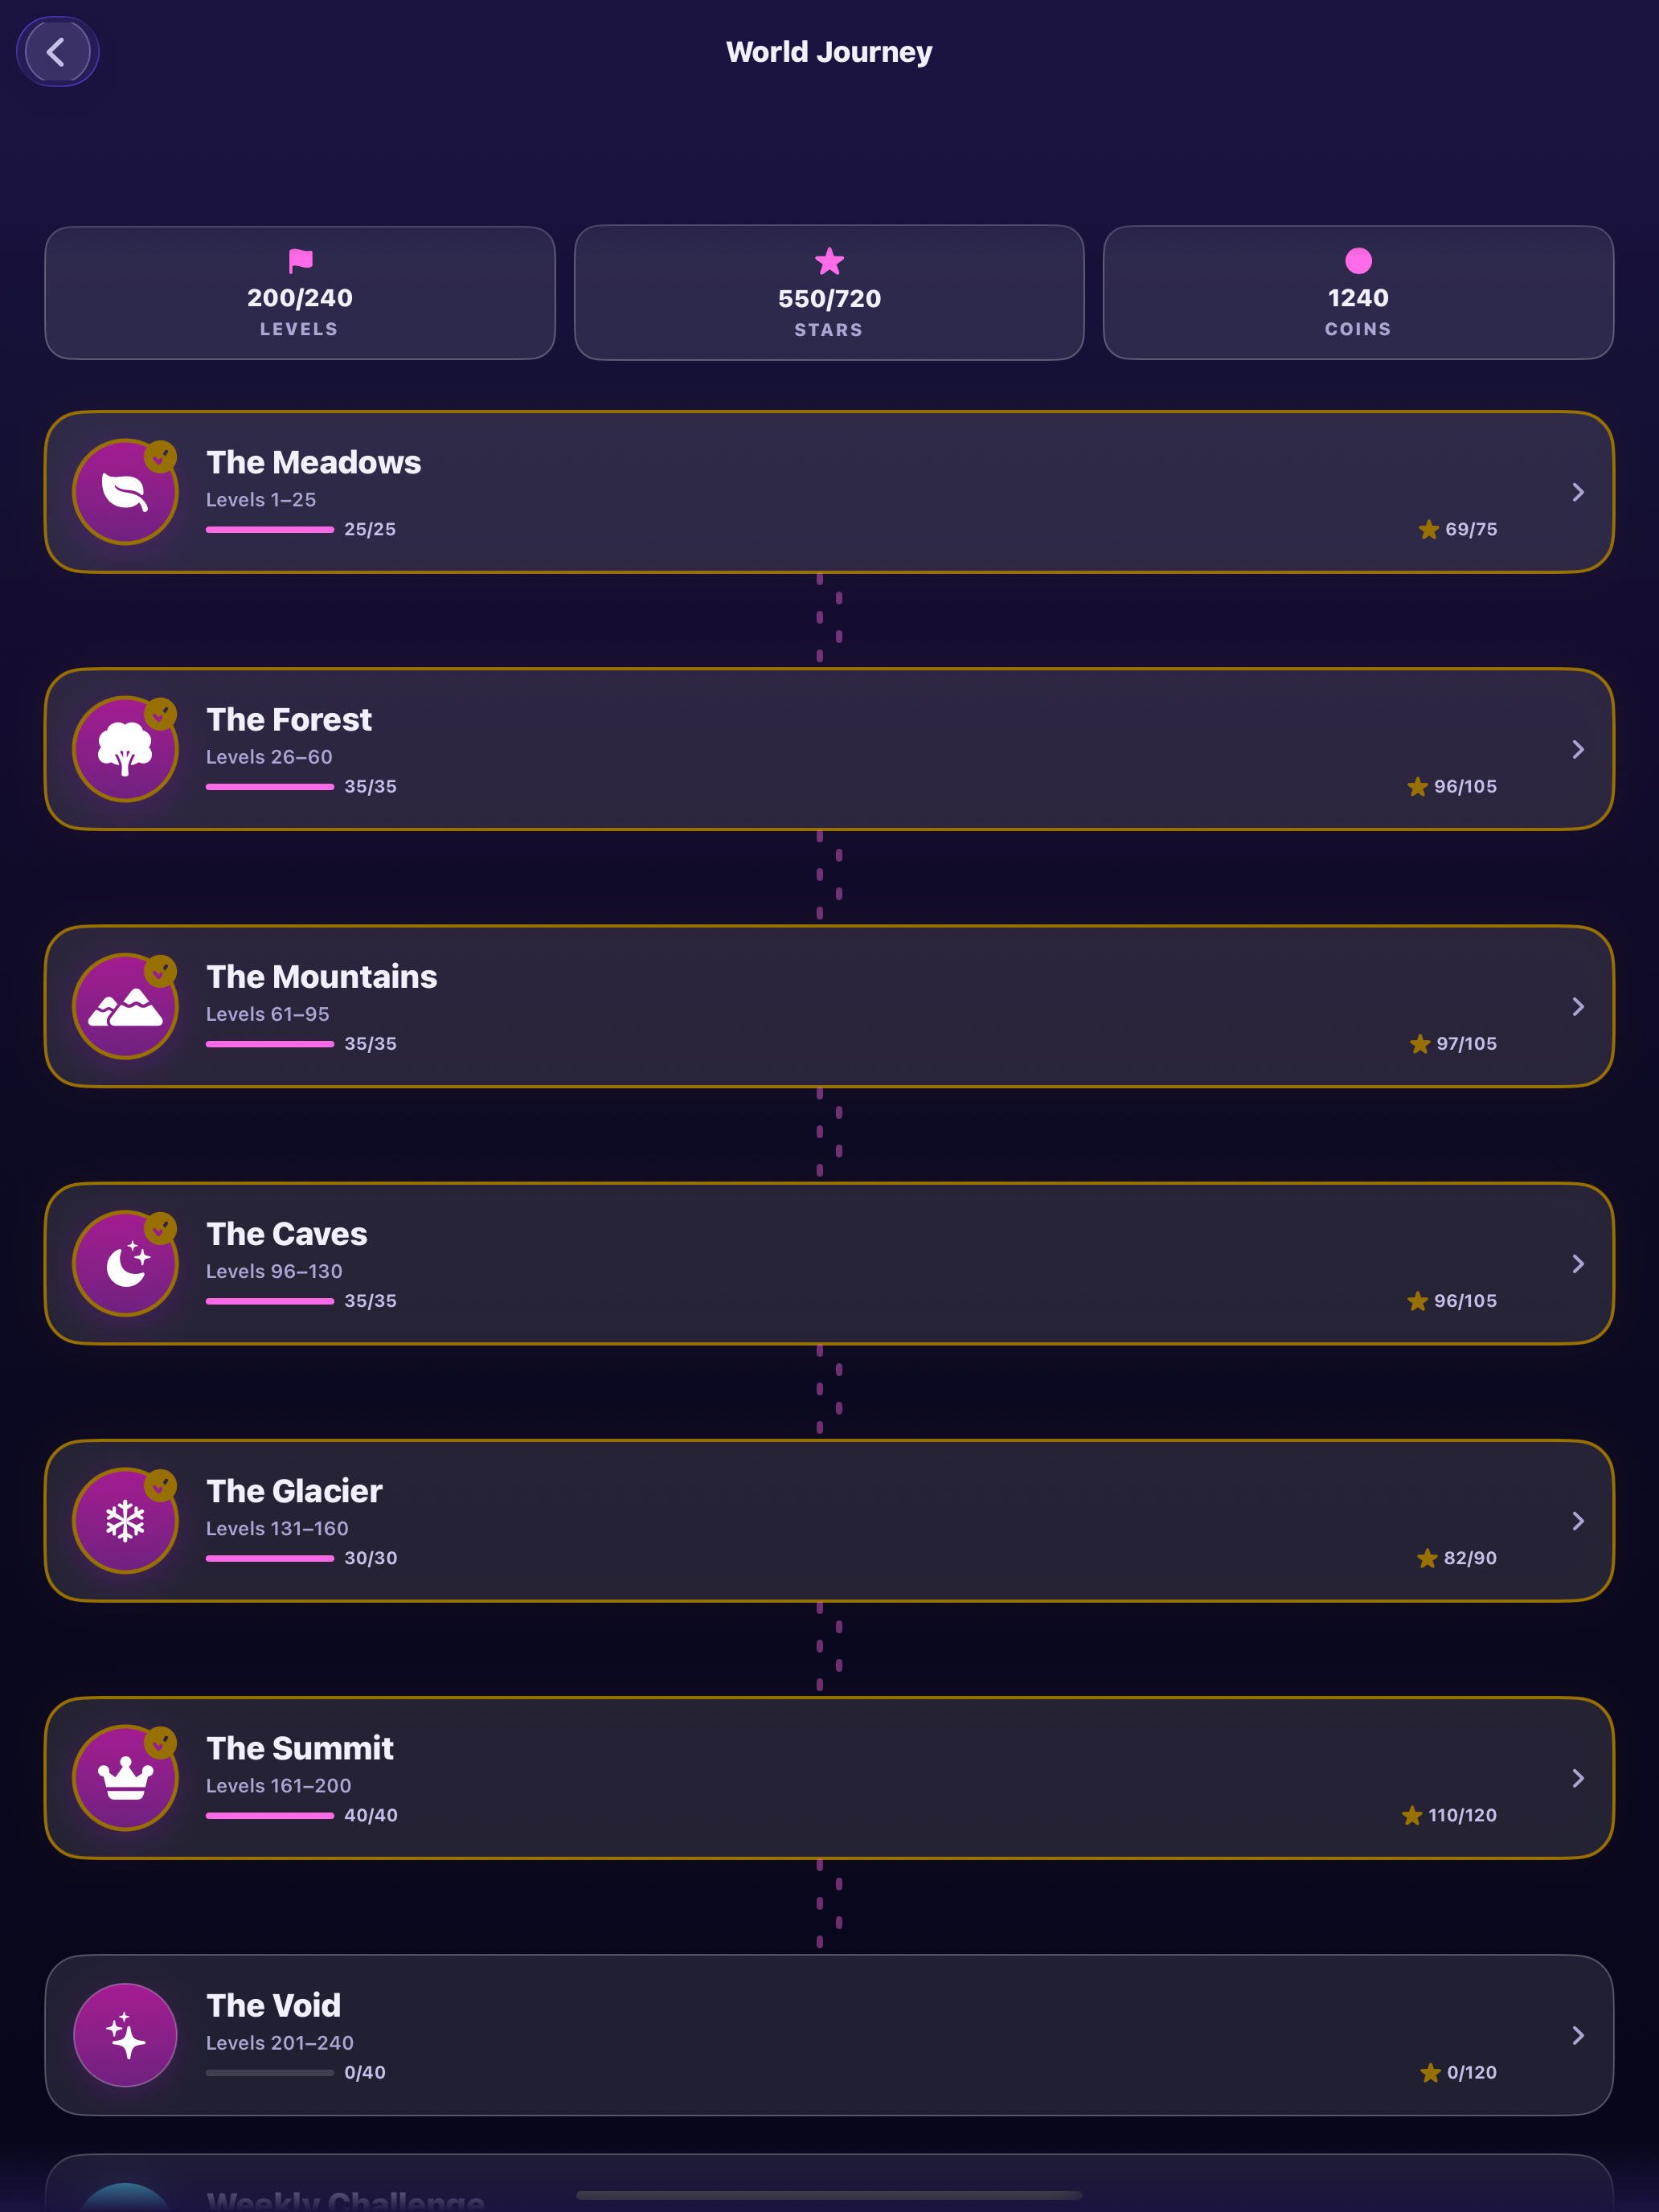 World Journey
200/240
LEVELS
550/720
STARS
1240
COINS
The Meadows
Levels 1–25
25/25
69/75
The Forest
Levels 26–60
35/35
96/105
The Mountains
Levels 61–95
35/35
97/105
The Caves
Levels 96–130
35/35
96/105
The Glacier
Levels 131–160
30/30
82/90
The Summit
Levels 161–200
40/40
110/120
The Void
Levels 201–240
0/40
0/120
Weekly Challenge